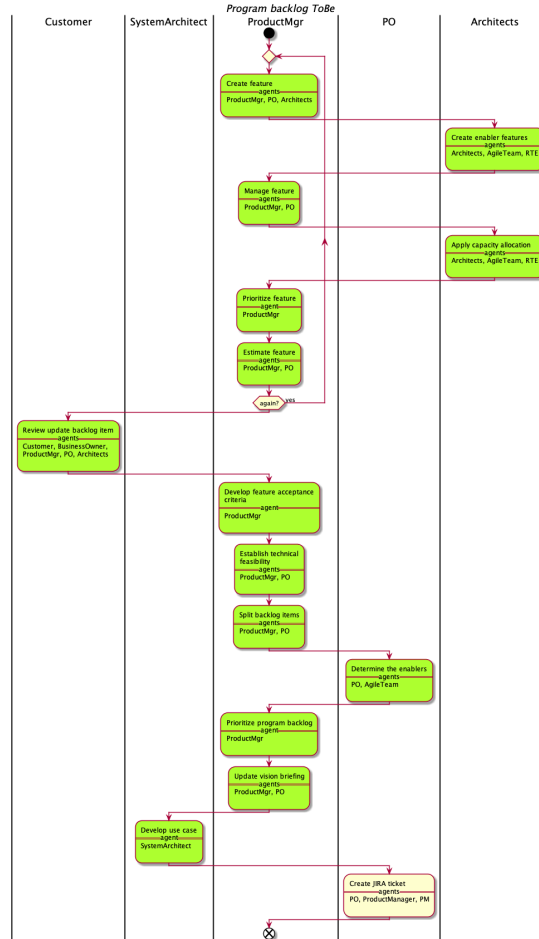 Program backlog ToBe
Customer
SystemArchitect
ProductMgr
PO
Architects
Create feature
agents
ProductMgr, PO, Architects
Create enabler features
agents
Architects, AgileTeam, RTE
Manage feature
agents
ProductMgr, PO
Apply capacity allocation
agents
Architects, AgileTeam, RTE
Prioritize feature
agent
ProductMgr
Estimate feature
agents
ProductMgr, PO
again?
yes
Review update backlog item
agents
Customer, BusinessOwner,
ProductMgr, PO, Architects
Develop feature acceptance
criteria
agent
ProductMgr
Establish technical
feasibility
agents
ProductMgr, PO
Split backlog items
agents
ProductMgr, PO
Determine the enablers
agents
PO, AgileTeam
Prioritize program backlog
agent
ProductMgr
Update vision briefing
agents
ProductMgr, PO
Develop use case
agent
SystemArchitect
Create JIRA ticket
agents
PO, ProductManager, PM